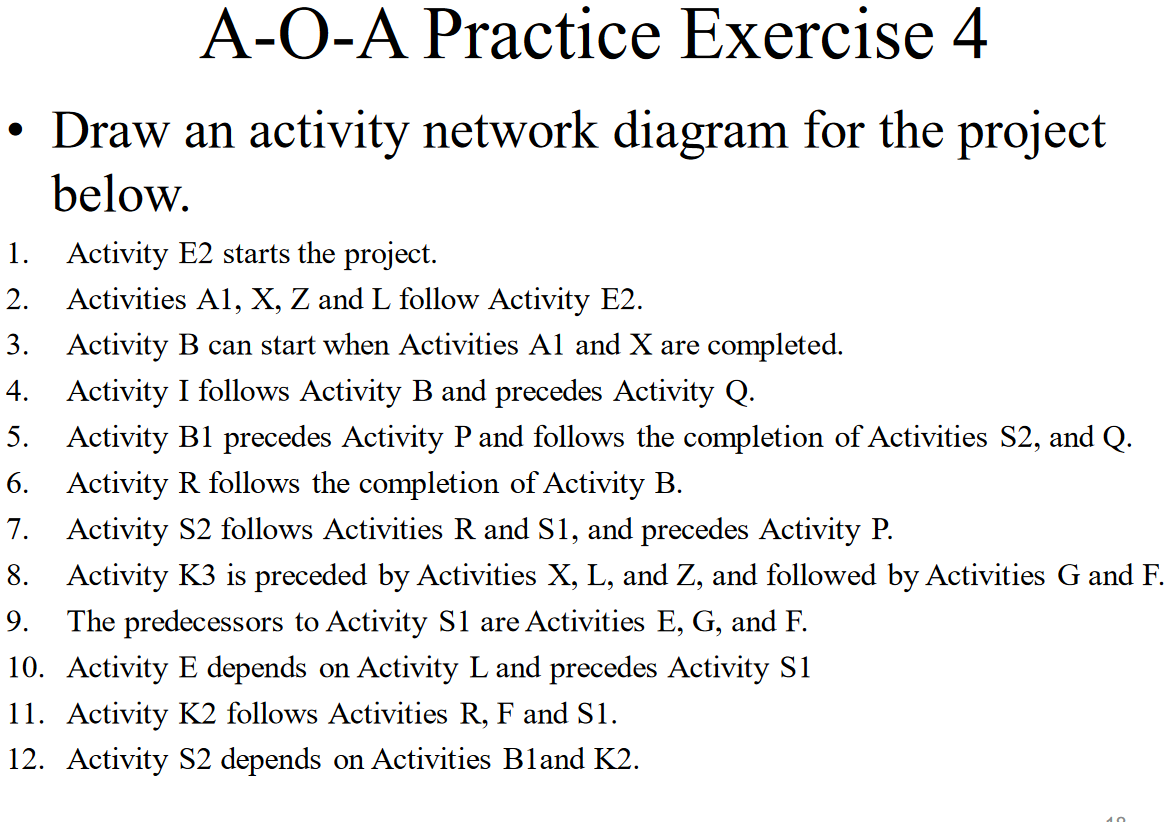 A-O-A Practice Exercise 4
• Draw an activity network diagram for the project
below.
1. Activity E2 starts the project.
2. Activities A1, X, Z and L follow Activity E2.
3. Activity B can start when Activities A1 and X are completed.
4. Activity I follows Activity B and precedes Activity Q.
5. Activity B1 precedes Activity P and follows the completion of Activities S2, and Q.
6. Activity R follows the completion of Activity B.
7. Activity S2 follows Activities R and S1, and precedes Activity P.
8. Activity K3 is preceded by Activities X, L, and Z, and followed by Activities G and F.
9. The predecessors to Activity S1 are Activities E, G, and F.
10. Activity E depends on Activity L and precedes Activity S1
11. Activity K2 follows Activities R, F and S1.
12. Activity S2 depends on Activities B1and K2.